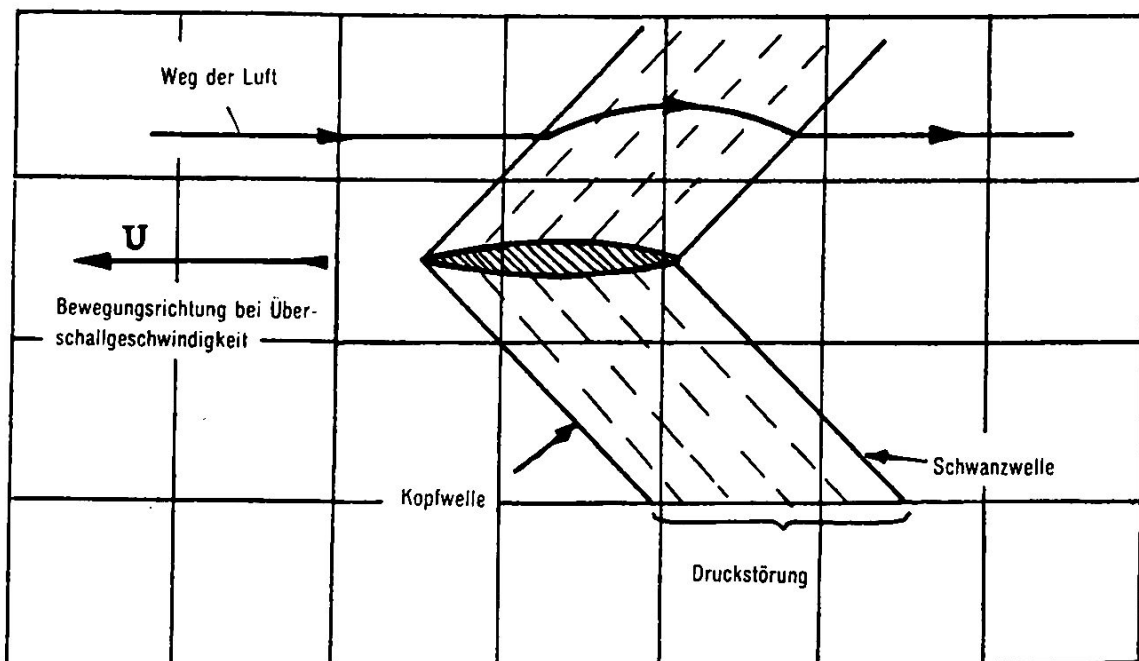 Weg der Luft
U
Bewegungsrichtung bei Über-
schallgeschwindigkeit
Schwanzwelle
Kopfwelle
Druckstörung